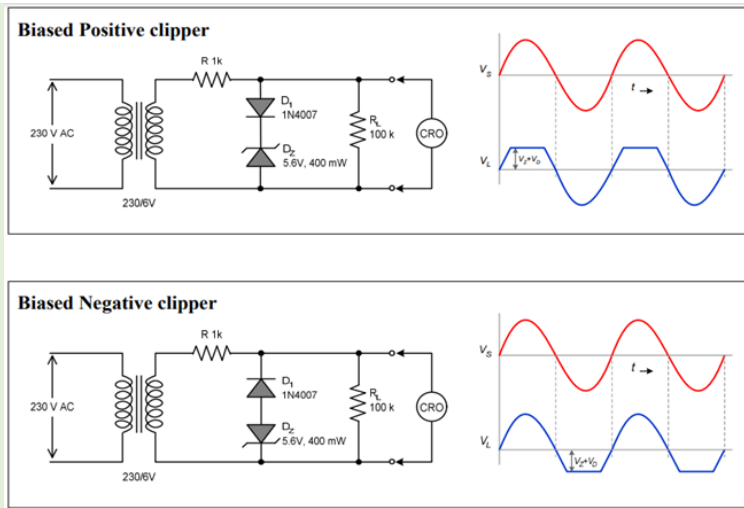 Biased Positive clipper
R 1k
230 V AC
D1
1N4007
DZ
5.6V, 400 mW
RL
100 k
CRO
230/6V
VS
t
VL
VZ+VD
Biased Negative clipper
R 1k
230 V AC
D1
1N4007
DZ
5.6V, 400 mW
RL
100 k
CRO
230/6V
VS
t
VL
VZ+VD